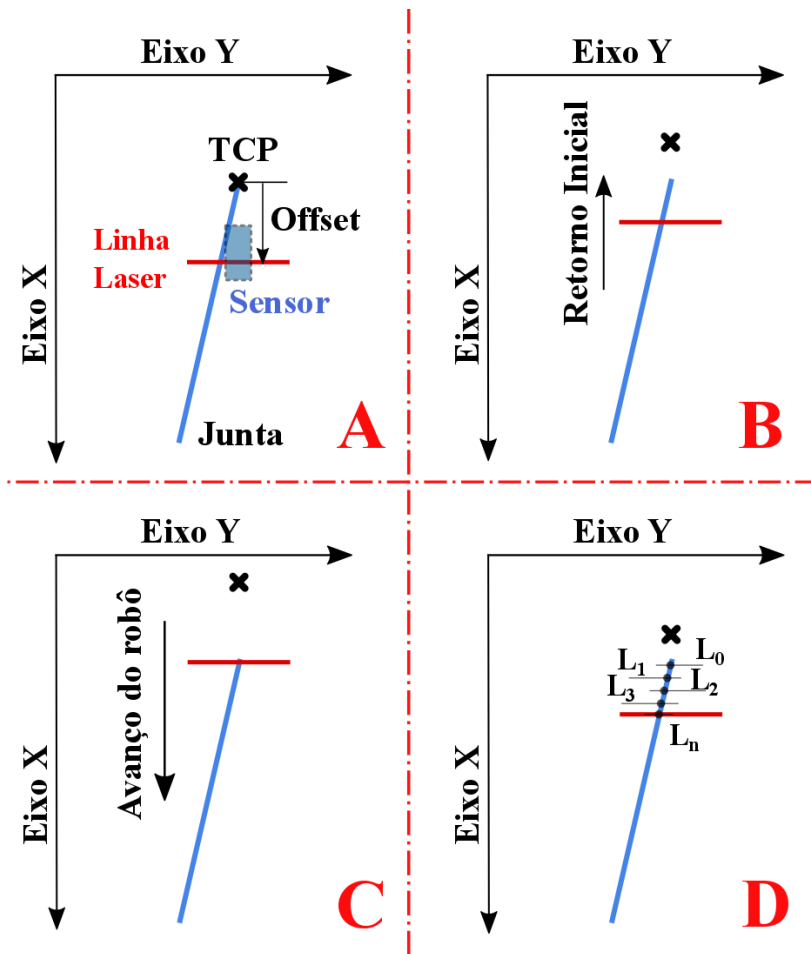 Eixo Y
Eixo X
TCP
Offset
Linha
Laser
Sensor
Junta
A
Eixo Y
Eixo X
Retorno Inicial
B
Eixo Y
Eixo X
Avanço do robô
C
Eixo Y
Eixo X
L0
L1
L2
L3
Ln
D